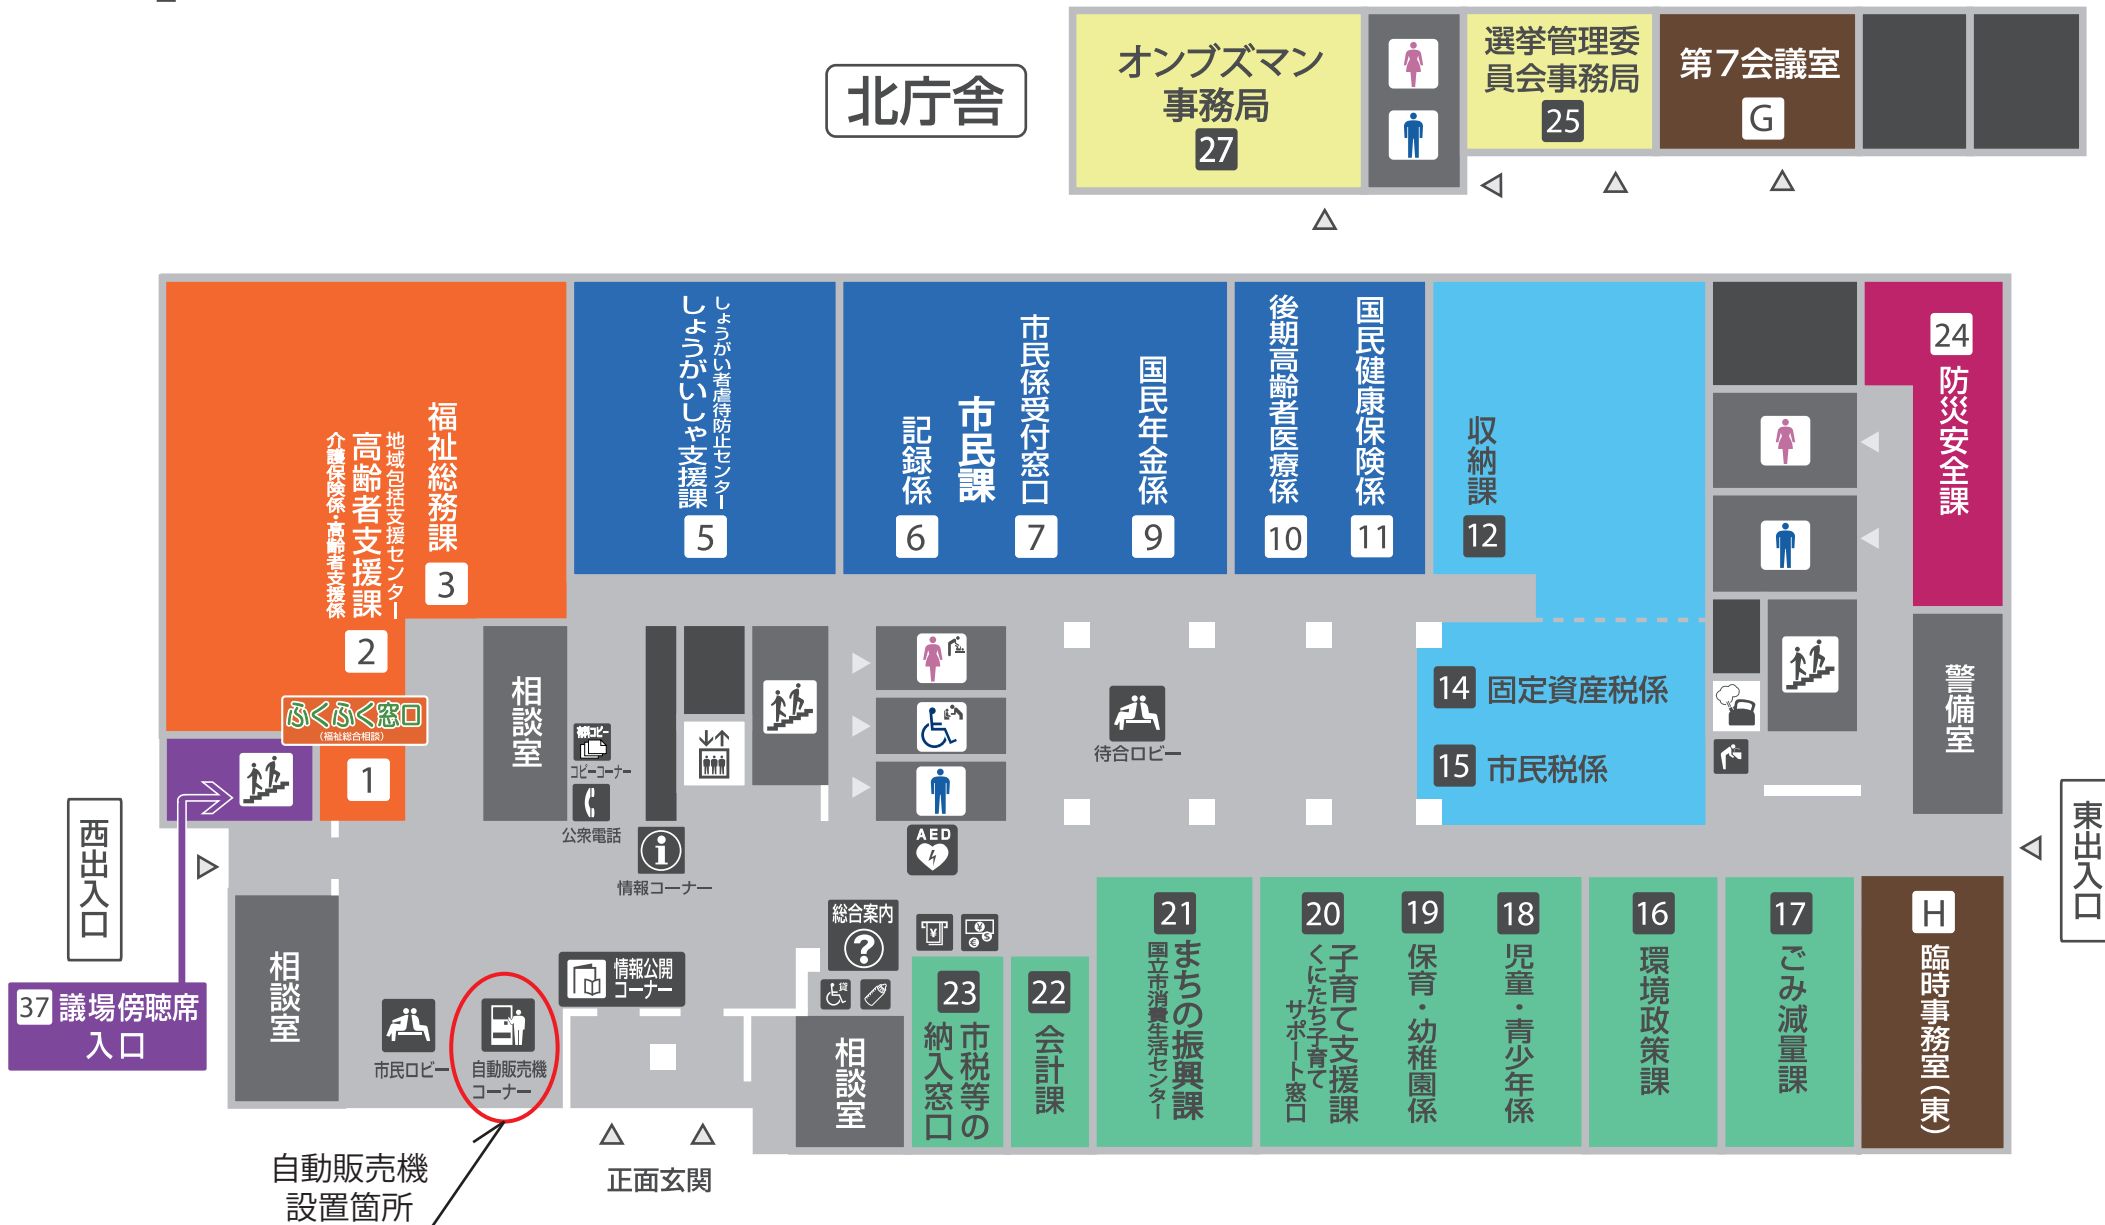 オンブズマン
事務局
27
選挙管理委
員会事務局
25
第7会議室
G
北庁舎
福祉総務課
3
地域包括支援センター
高齢者支援課
介護保険係・高齢者支援係
2
ふくふく窓口
(福祉総合相談)
1
しょうがい者虐待防止センター
しょうがいしゃ支援課
5
記録係
6
市民課
市民係受付窓口
7
国民年金係
9
後期高齢者医療係
10
国民健康保険係
11
収納課
12
14 固定資産税係
15 市民税係
24
防災安全課
警備室
相談室
コピーコーナー
公衆電話
情報コーナー
AED
待合ロビー
西出入口
東出入口
37 議場傍聴席
入口
相談室
市民ロビー
自動販売機
コーナー
情報公開
コーナー
総合案内
?
相談室
23
市税等の
納入窓口
22
会計課
21
まちの振興課
国立市消費生活センター
20
子育て支援課
くにたち子育て
サポート窓口
19
保育・幼稚園係
18
児童・青少年係
16
環境政策課
17
ごみ減量課
H
臨時事務室(東)
正面玄関
自動販売機
設置箇所